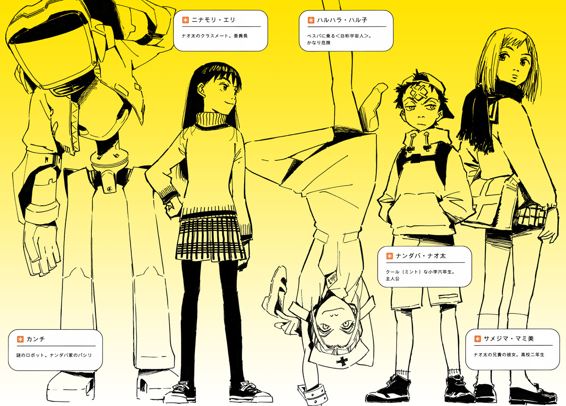 ニナモリ・エリ
ナオ太のクラスメート。委員長
ハルハラ・ハル子
ベスパに乗る<自称宇宙人>。
かなり危険
ナンダバ・ナオ太
クール（ミント）な小学六年生。
主人公
カンチ
謎のロボット。ナンダバ家のパシリ
サメジマ・マミ美
ナオ太の兄貴の彼女。高校二年生